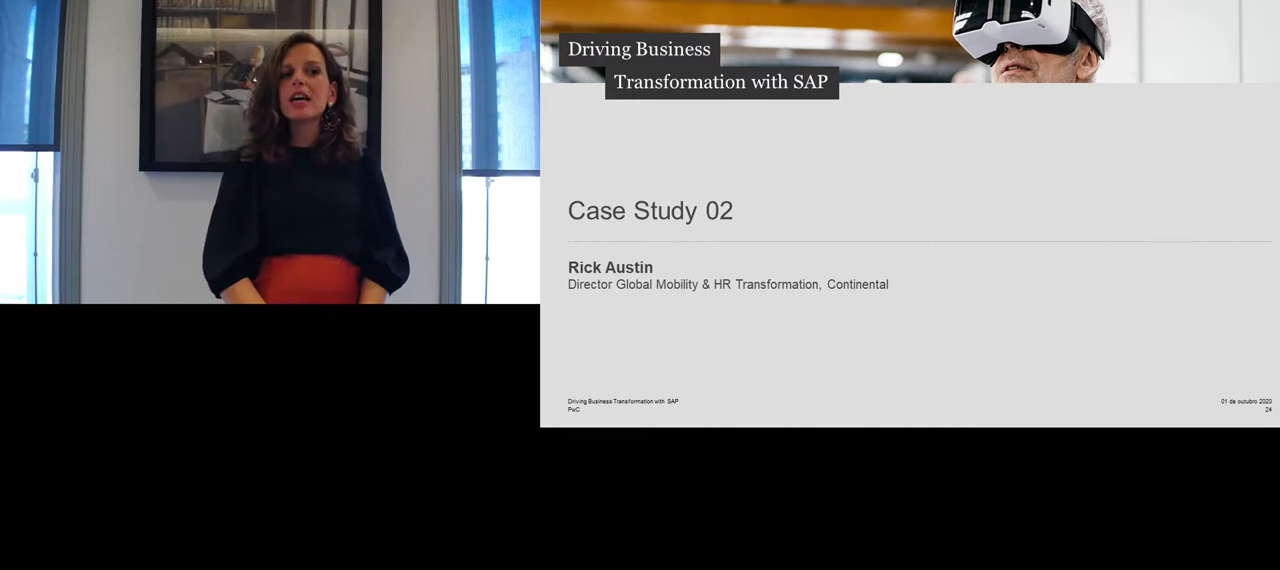 Driving Business
Transformation with SAP
Case Study 02
Rick Austin
Director Global Mobility & HR Transformation, Continental
Driving Business Transformation with SAP
PwC
01 de outubro 2020
24